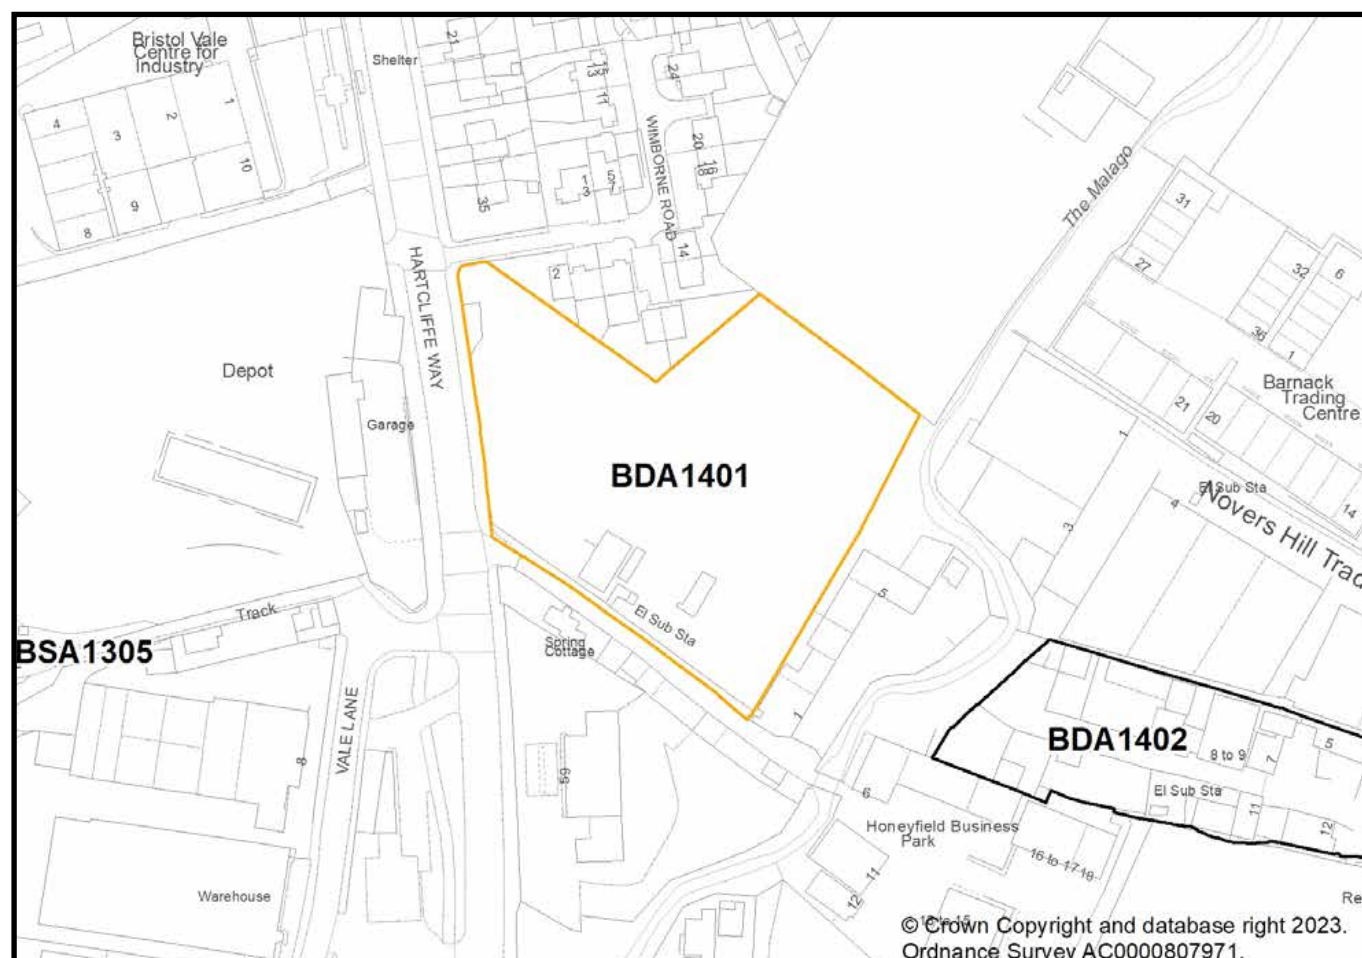 Bristol Vale
Centre for
Industry
Shelter
21
15
13
11
24
4
3
2
1
10
9
8
35
1
3
5
7
20
16
18
WIMBORNE ROAD
14
2
The Malago
31
27
32
6
36
1
HARTCLIFFE WAY
Depot
Garage
Barnack
Trading
Centre
21
20
14
1
3
4
El Sub Sta
Novers Hill Trad
BDA1401
5
El Sub Sta
Spring
Cottage
1
Track
BSA1305
VALE LANE
8
59
Warehouse
BDA1402
8 to 9
7
5
El Sub Sta
11
12
6
Honeyfield Business
Park
16 to 17
18
11
12
Re
© Crown Copyright and database right 2023.
Ordnance Survey AC0000807971.